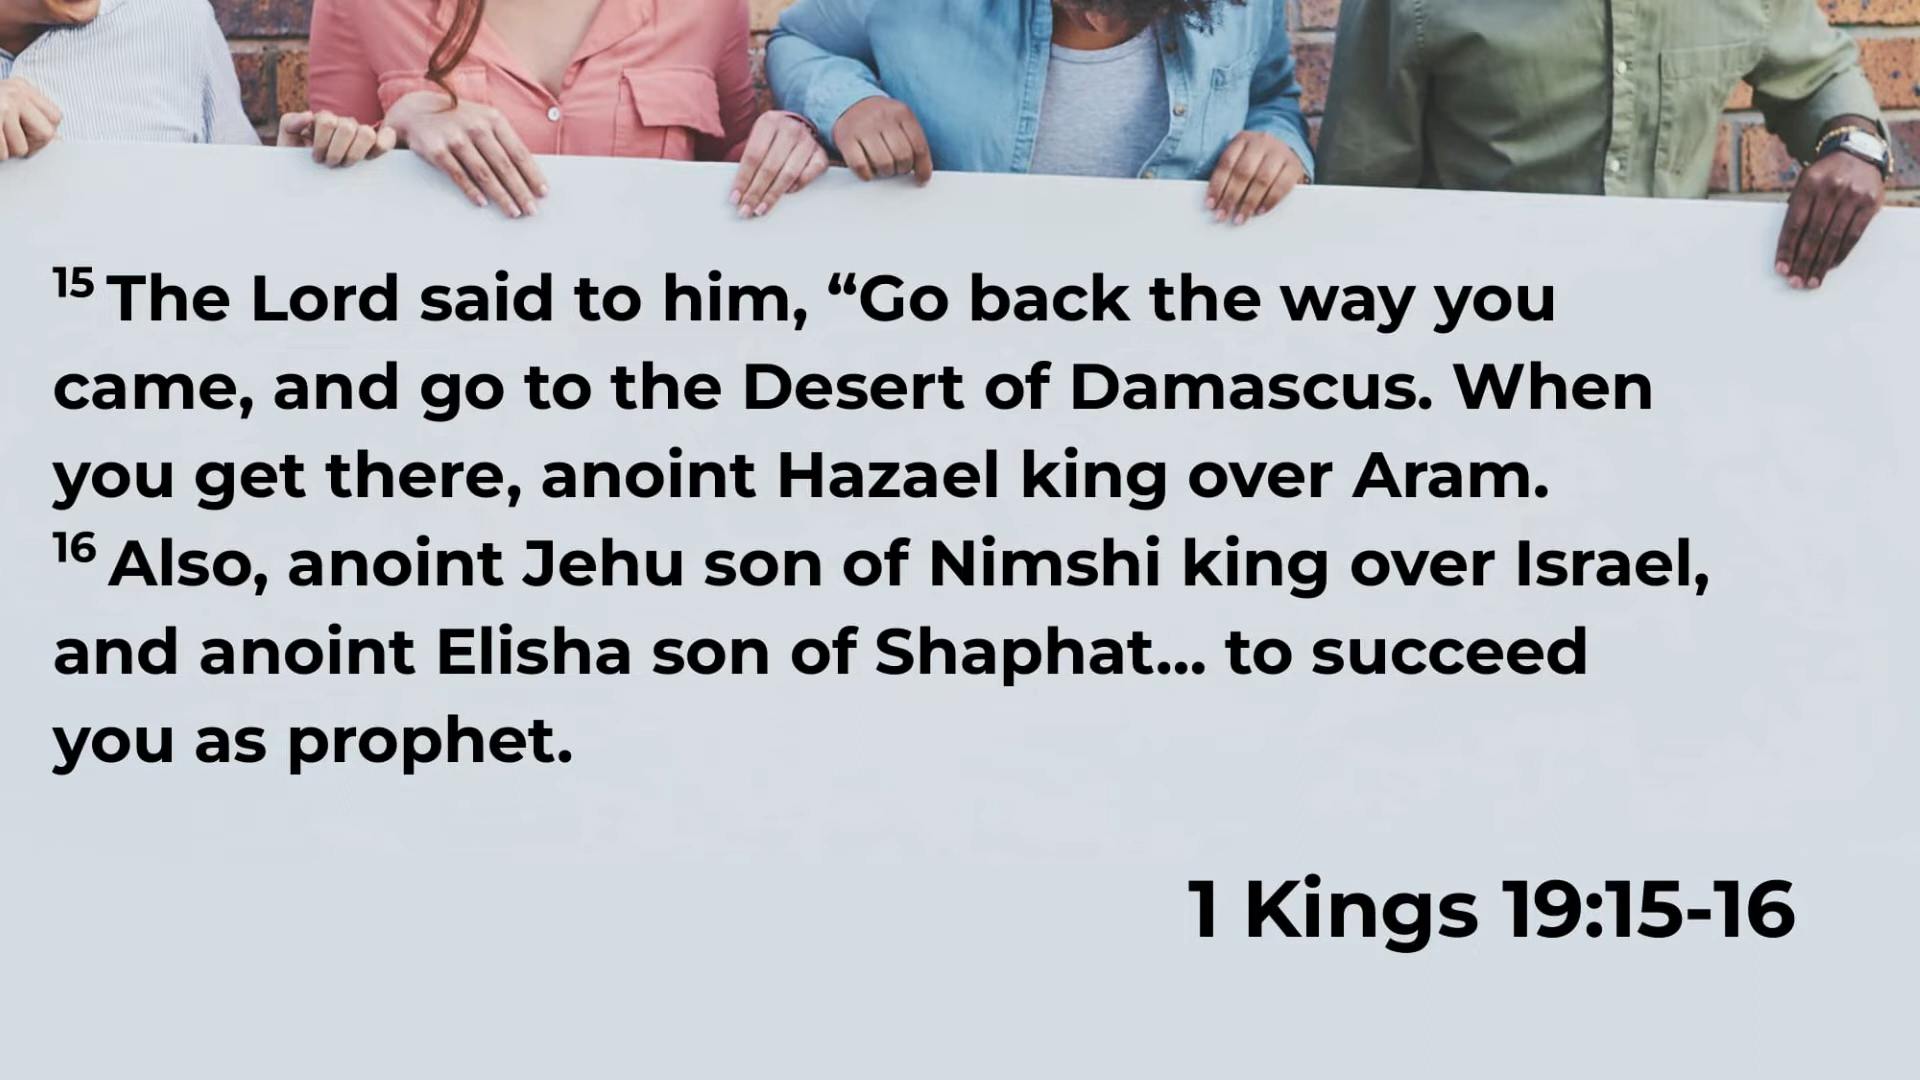 15 The Lord said to him, “Go back the way you
came, and go to the Desert of Damascus. When
you get there, anoint Hazael king over Aram.
16 Also, anoint Jehu son of Nimshi king over Israel,
and anoint Elisha son of Shaphat... to succeed
you as prophet.
1 Kings 19:15-16